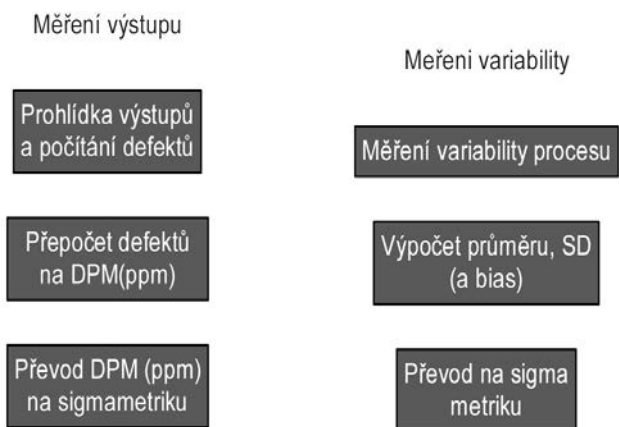 Měření výstupu
Prohlídka výstupů
a počítání defektů
Přepočet defektů
na DPM(ppm)
Převod DPM (ppm)
na sigmametriku
Meřeni variability
Měření variability procesu
Výpočet průměru, SD
(a bias)
Převod na sigma
metriku